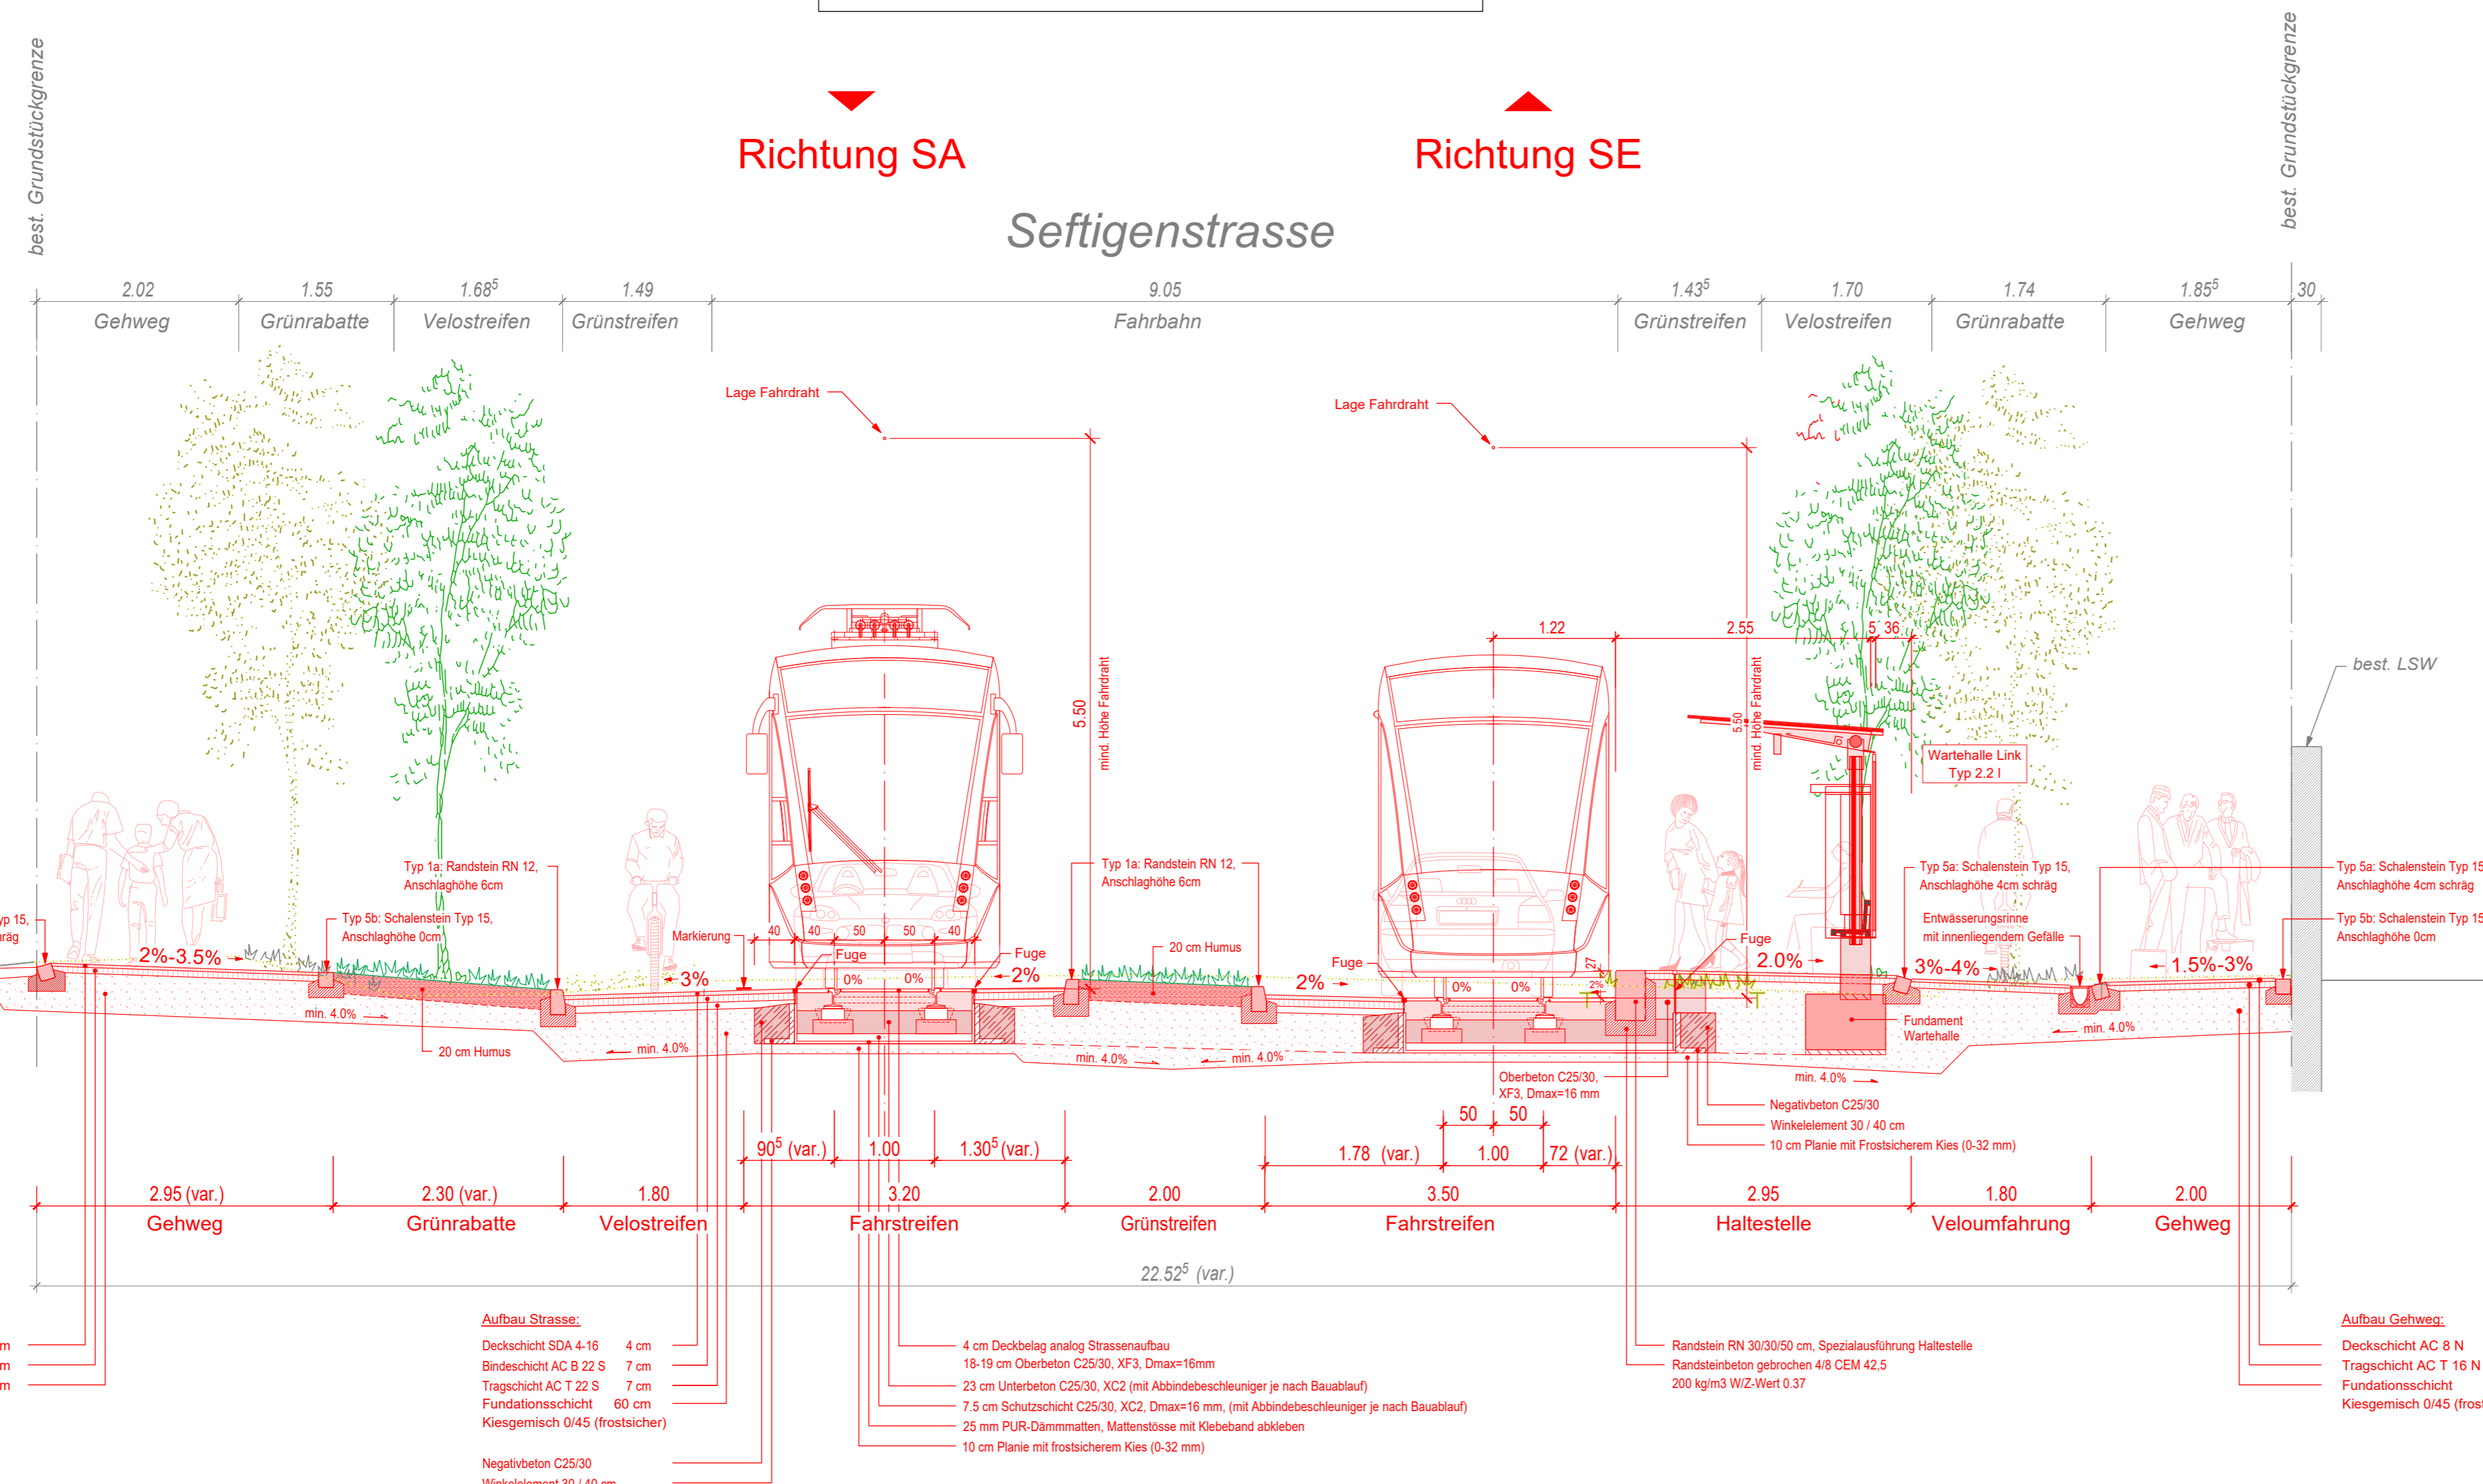 best. Grundstückgrenze
best. Grundstückgrenze
Richtung SA
Richtung SE
Seftigenstrasse
2.02
1.55
1.68⁵
1.49
9.05
1.43⁵
1.70
1.74
1.85⁵
30
Gehweg
Grünrabatte
Velostreifen
Grünstreifen
Fahrbahn
Grünstreifen
Velostreifen
Grünrabatte
Gehweg
Lage Fahrdraht
Lage Fahrdraht
5.50
mind. Höhe Fahrdraht
1.22
2.55
5
36
5.50
mind. Höhe Fahrdraht
best. LSW
Wartehalle Link
Typ 2.2 I
Typ 1a: Randstein RN 12,
Anschlaghöhe 6cm
Typ 5b: Schalenstein Typ 15,
Anschlaghöhe 0cm
Typ 1a: Randstein RN 12,
Anschlaghöhe 6cm
Typ 5a: Schalenstein Typ 15,
Anschlaghöhe 4cm schräg
Entwässerungsrinne
mit innenliegendem Gefälle
Typ 5a: Schalenstein Typ 15
Anschlaghöhe 4cm schräg
Typ 5b: Schalenstein Typ 15
Anschlaghöhe 0cm
yp 15,
räg
Markierung
40
40
50
50
40
Fuge
Fuge
20 cm Humus
Fuge
Fuge
27
2%
2%-3.5%
3%
0%
0%
2%
2%
0%
0%
2.0%
3%-4%
1.5%-3%
min. 4.0%
20 cm Humus
min. 4.0%
min. 4.0%
min. 4.0%
min. 4.0%
min. 4.0%
Fundament
Wartehalle
Oberbeton C25/30,
XF3, Dmax=16 mm
Negativbeton C25/30
Winkelelement 30 / 40 cm
10 cm Planie mit Frostsicherem Kies (0-32 mm)
50
50
90⁵ (var.)
1.00
1.30⁵ (var.)
1.78 (var.)
1.00
72 (var.)
2.95 (var.)
2.30 (var.)
1.80
3.20
2.00
3.50
2.95
1.80
2.00
Gehweg
Grünrabatte
Velostreifen
Fahrstreifen
Grünstreifen
Fahrstreifen
Haltestelle
Veloumfahrung
Gehweg
22.52⁵ (var.)
m
m
m
Aufbau Strasse:
Deckschicht SDA 4-16 4 cm
Bindeschicht AC B 22 S 7 cm
Tragschicht AC T 22 S 7 cm
Fundationsschicht 60 cm
Kiesgemisch 0/45 (frostsicher)
Negativbeton C25/30
Winkelelement 30 / 40 cm
4 cm Deckbelag analog Strassenaufbau
18-19 cm Oberbeton C25/30, XF3, Dmax=16mm
23 cm Unterbeton C25/30, XC2 (mit Abbindebeschleuniger je nach Bauablauf)
7.5 cm Schutzschicht C25/30, XC2, Dmax=16 mm, (mit Abbindebeschleuniger je nach Bauablauf)
25 mm PUR-Dämmmatten, Mattenstösse mit Klebeband abkleben
10 cm Planie mit frostsicherem Kies (0-32 mm)
Randstein RN 30/30/50 cm, Spezialausführung Haltestelle
Randsteinbeton gebrochen 4/8 CEM 42,5
200 kg/m3 W/Z-Wert 0.37
Aufbau Gehweg:
Deckschicht AC 8 N
Tragschicht AC T 16 N
Fundationsschicht
Kiesgemisch 0/45 (frost